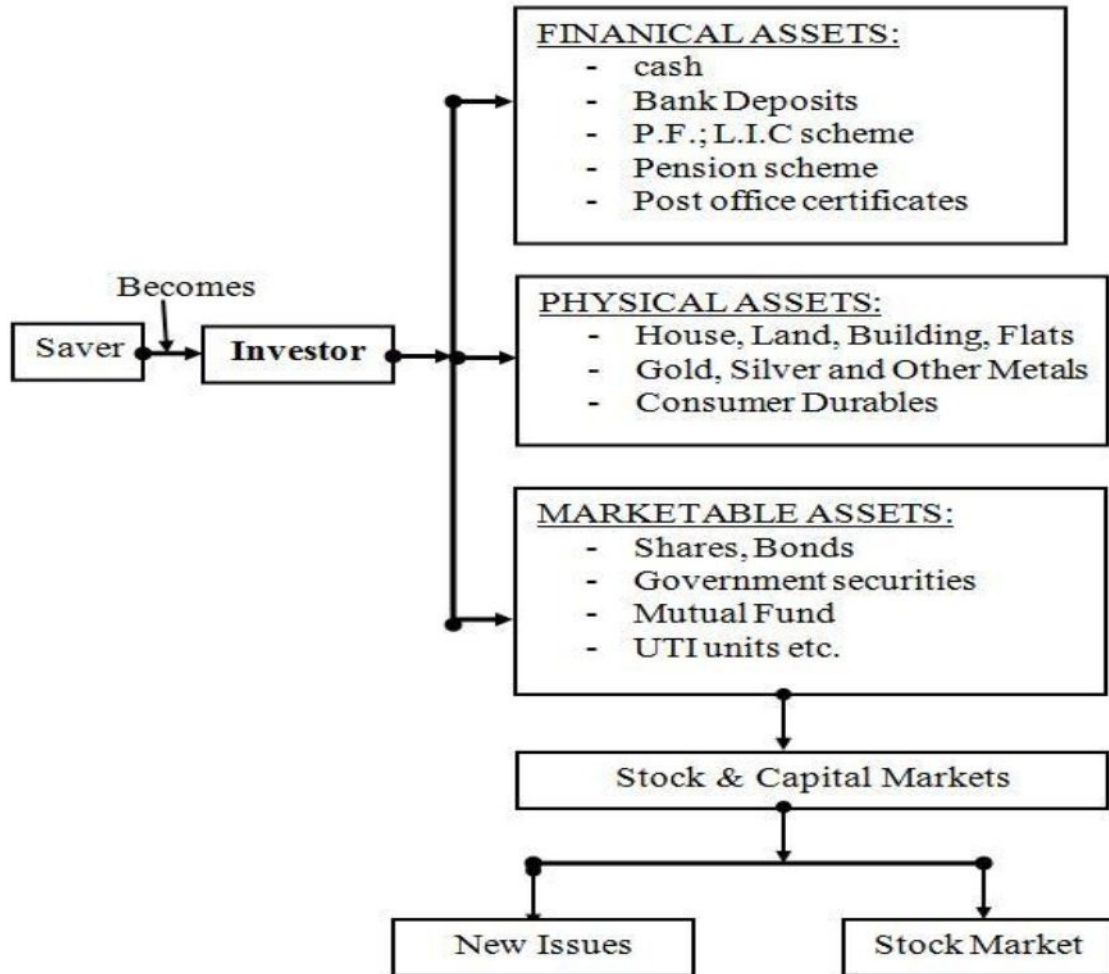 FINANICAL ASSETS:
- cash
- Bank Deposits
- P.F.; L.I.C scheme
- Pension scheme
- Post office certificates
Becomes
Saver
Investor
PHYSICAL ASSETS:
- House, Land, Building, Flats
- Gold, Silver and Other Metals
- Consumer Durables
MARKETABLE ASSETS:
- Shares, Bonds
- Government securities
- Mutual Fund
- UTI units etc.
Stock & Capital Markets
New Issues
Stock Market